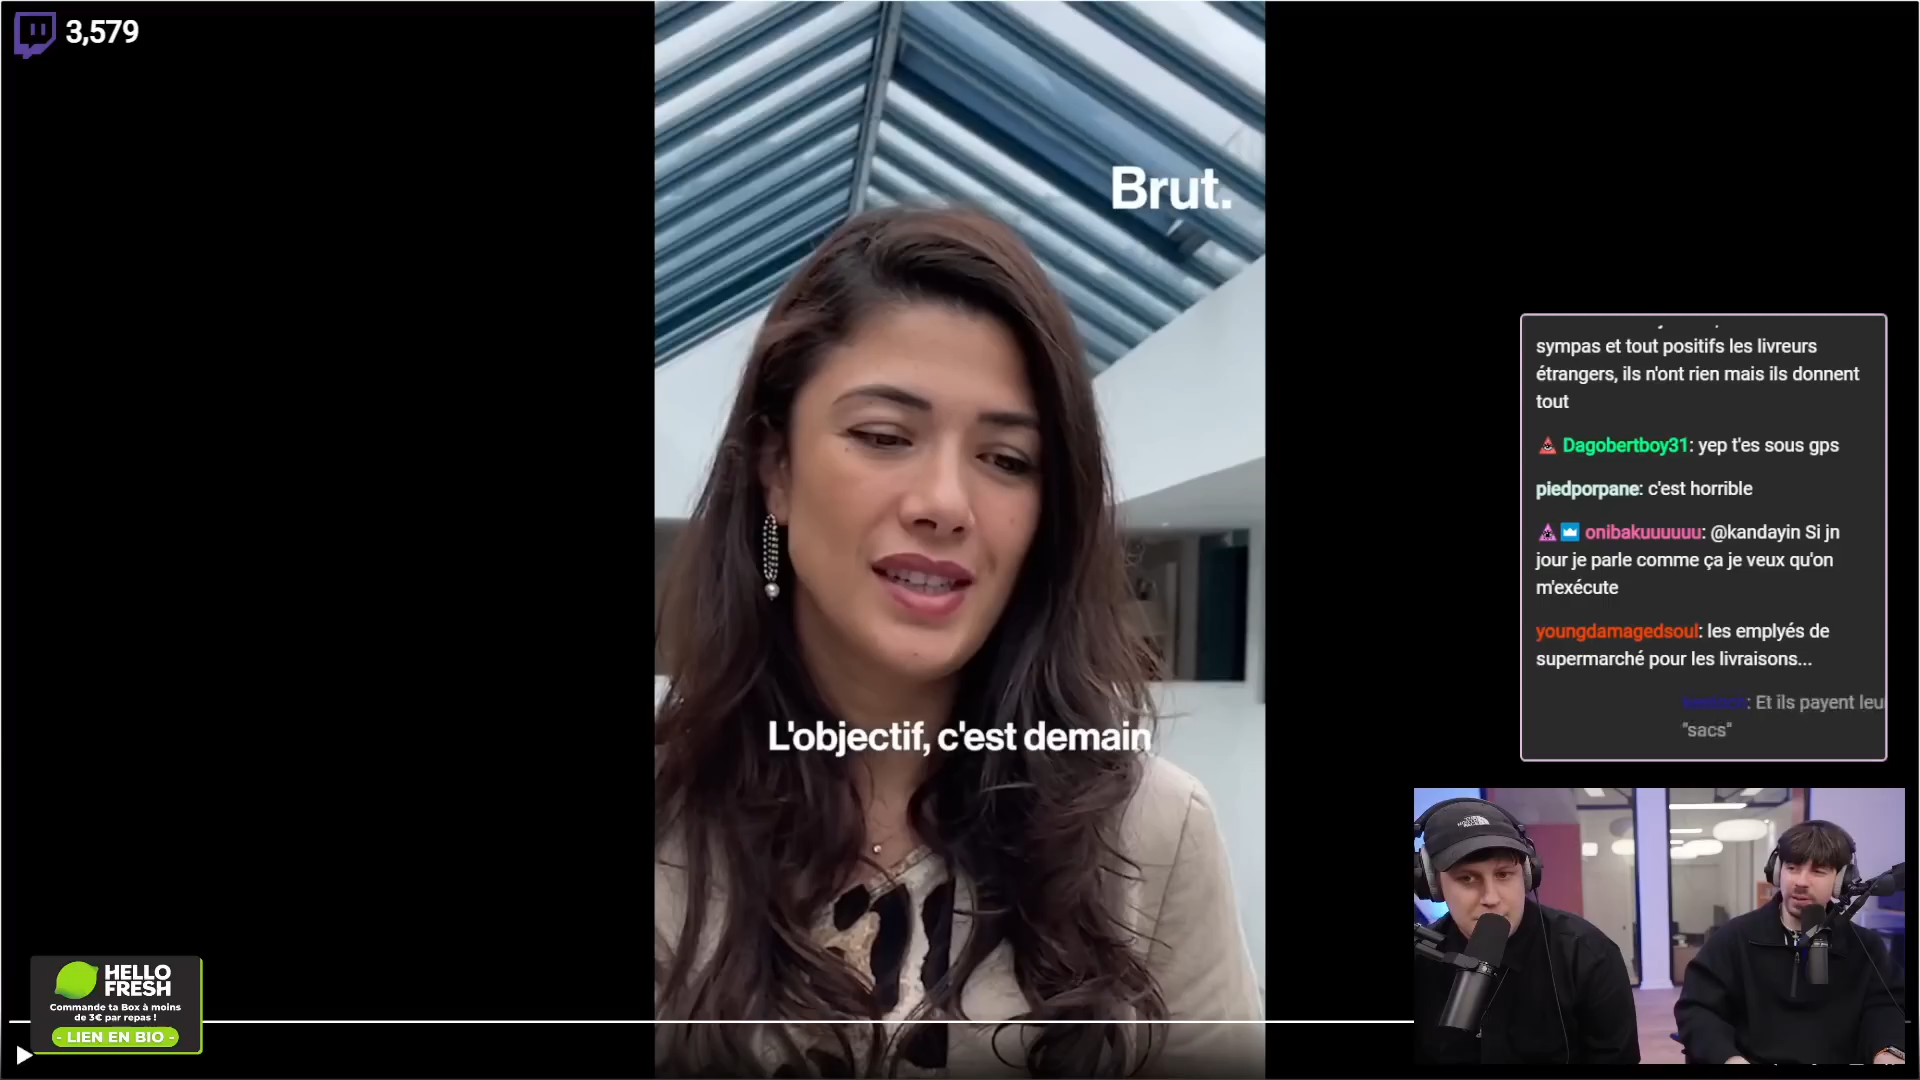 3,579
Brut.
L'objectif, c'est demain
sympas et tout positifs les livreurs
étrangers, ils n'ont rien mais ils donnent
tout
Dagobertboy31: yep t'es sous gps
piedporpane: c'est horrible
onibakuuuuuu: @kandayin Si jn
jour je parle comme ça je veux qu'on
m'exécute
youngdamagedsoul: les emplyés de
supermarché pour les livraisons...
: Et ils payent leu
"sacs"
HELLO
FRESH
Commande ta Box à moins
de 3€ par repas !
- LIEN EN BIO -